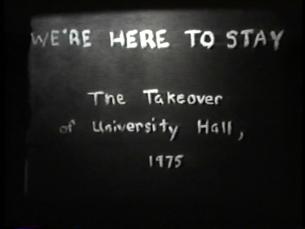 WE'RE HERE TO STAY
The Takeover
of University Hall,
1975